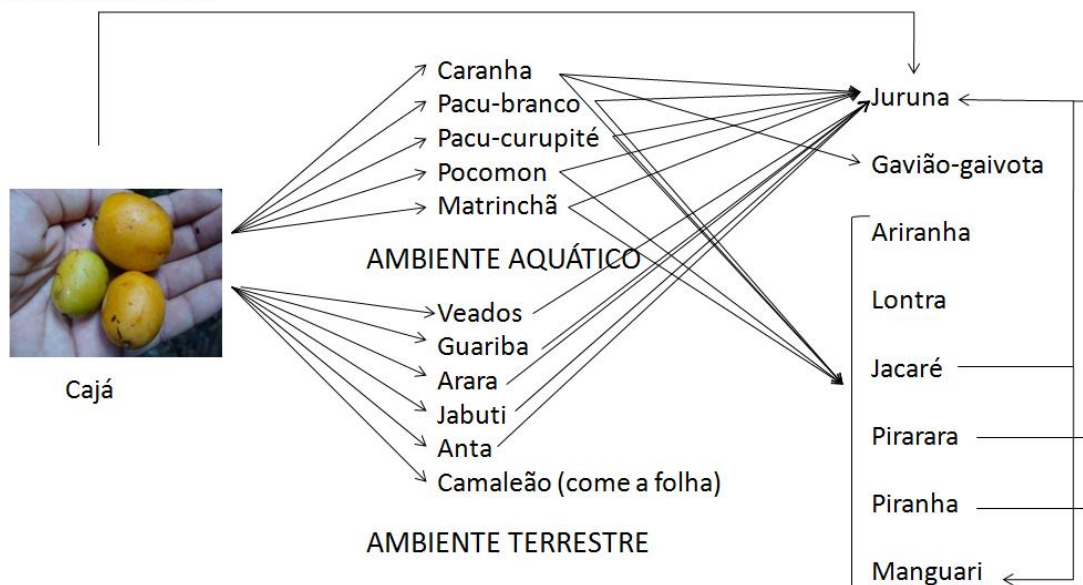 Caranha
Pacu-branco
Pacu-curupité
Pocomon
Matrinchã
AMBIENTE AQUÁTICO
Cajá
Veados
Guariba
Arara
Jabuti
Anta
Camaleão (come a folha)
AMBIENTE TERRESTRE
Juruna
Gavião-gaivota
Ariranha
Lontra
Jacaré
Pirarara
Piranha
Manguari